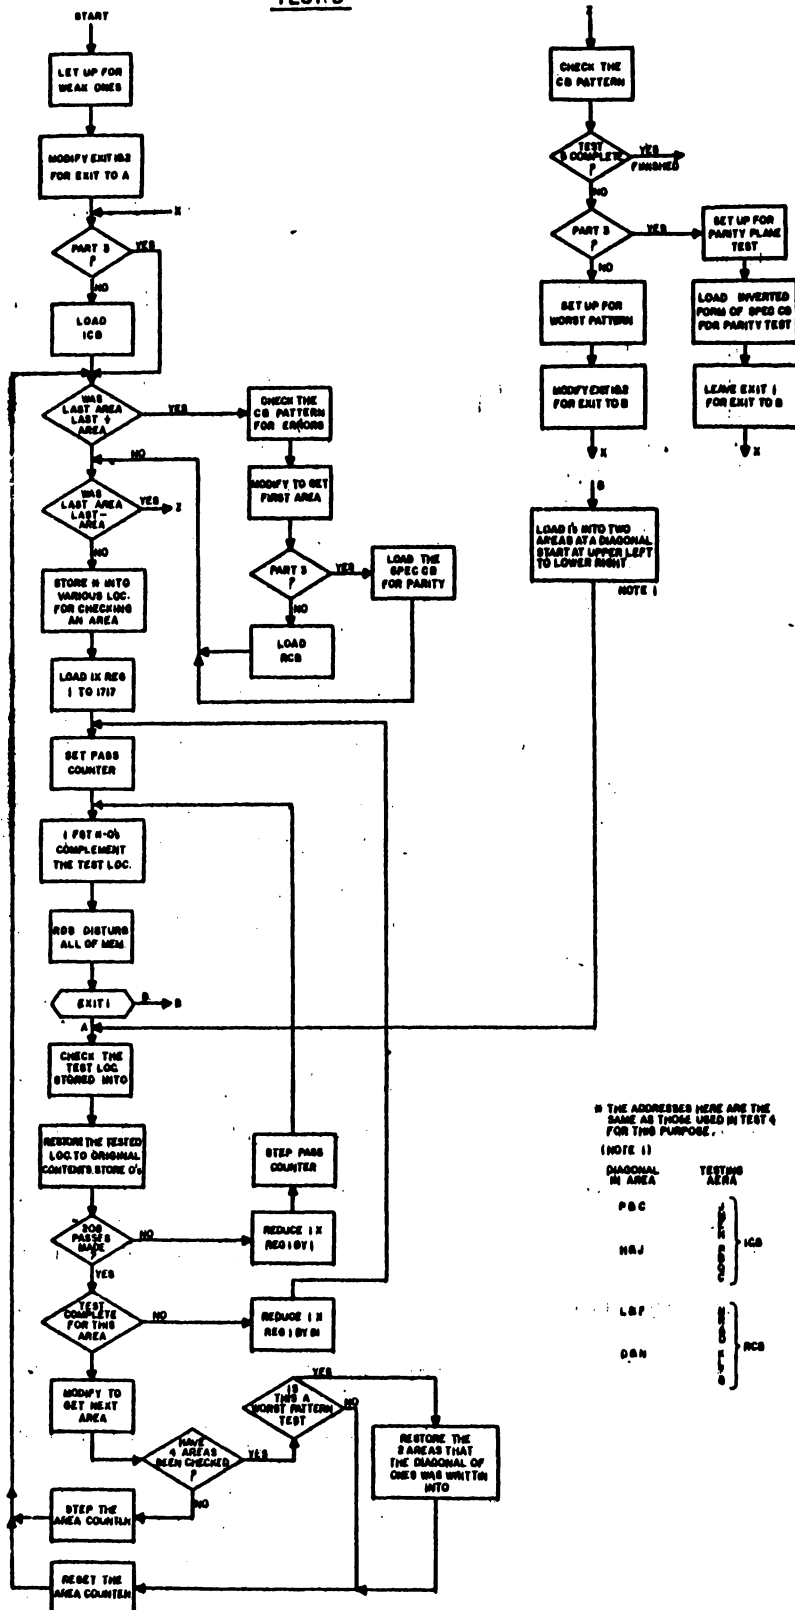 START
LET UP FOR
WEAK ONES
MODIFY EXIT 1&2
FOR EXIT TO A
X
PART 3
?
YES
NO
LOAD
ICB
WAS
LAST AREA
LAST +
AREA
YES
NO
CHECK THE
CB PATTERN
FOR ERRORS
MODIFY TO GET
FIRST AREA
PART 3
?
YES
NO
LOAD THE
SPEC CB
FOR PARITY
LOAD
RCB
WAS
LAST AREA
LAST -
AREA
YES
Z
NO
STORE N INTO
VARIOUS LOC.
FOR CHECKING
AN AREA
LOAD IX REG
1 TO 1717
SET PASS
COUNTER
COMPLEMENT
THE TEST LOC.
RDS DISTURB
ALL OF MEM.
EXIT 1
B
B
A
CHECK THE
TEST LOC
STORED INTO
RESTORE THE TESTED
LOC. TO ORIGINAL
CONTENTS. STORE 0's
PASSES
MADE
NO
YES
REDUCE IX
REG 1 BY 1
STEP PASS
COUNTER
TEST
COMPLETE
FOR THIS
AREA
NO
REDUCE IX
MODIFY TO
GET NEXT
AREA
HAVE
4 AREAS
BEEN CHECKED
?
YES
NO
IS
THIS A
WORST PATTERN
TEST
YES
NO
RESTORE THE
2 AREAS THAT
THE DIAGONAL OF
ONES WAS WRITTIN
INTO
STEP THE
AREA COUNTER
RESET THE
AREA COUNTER
Z
CHECK THE
CB PATTERN
TEST
5 COMPLETE
?
YES
FINISHED
NO
PART 3
?
YES
NO
SET UP FOR
PARITY PLANE
TEST
SET UP FOR
WORST PATTERN
LOAD INVERTED
FORM OF SPEC CB
FOR PARITY TEST
MODIFY EXIT 1&2
FOR EXIT TO B
LEAVE EXIT 1
FOR EXIT TO B
X
X
B
LOAD 1's INTO TWO
AREAS AT A DIAGONAL
START AT UPPER LEFT
TO LOWER RIGHT
NOTE 1
THE ADDRESSES HERE ARE THE
SAME AS THOSE USED IN TEST 4
FOR THIS PURPOSE.
(NOTE 1)
DIAGONAL
IN AREA
TESTING
AERA
P&C
H&J
ICB
L&F
D&N
RCB